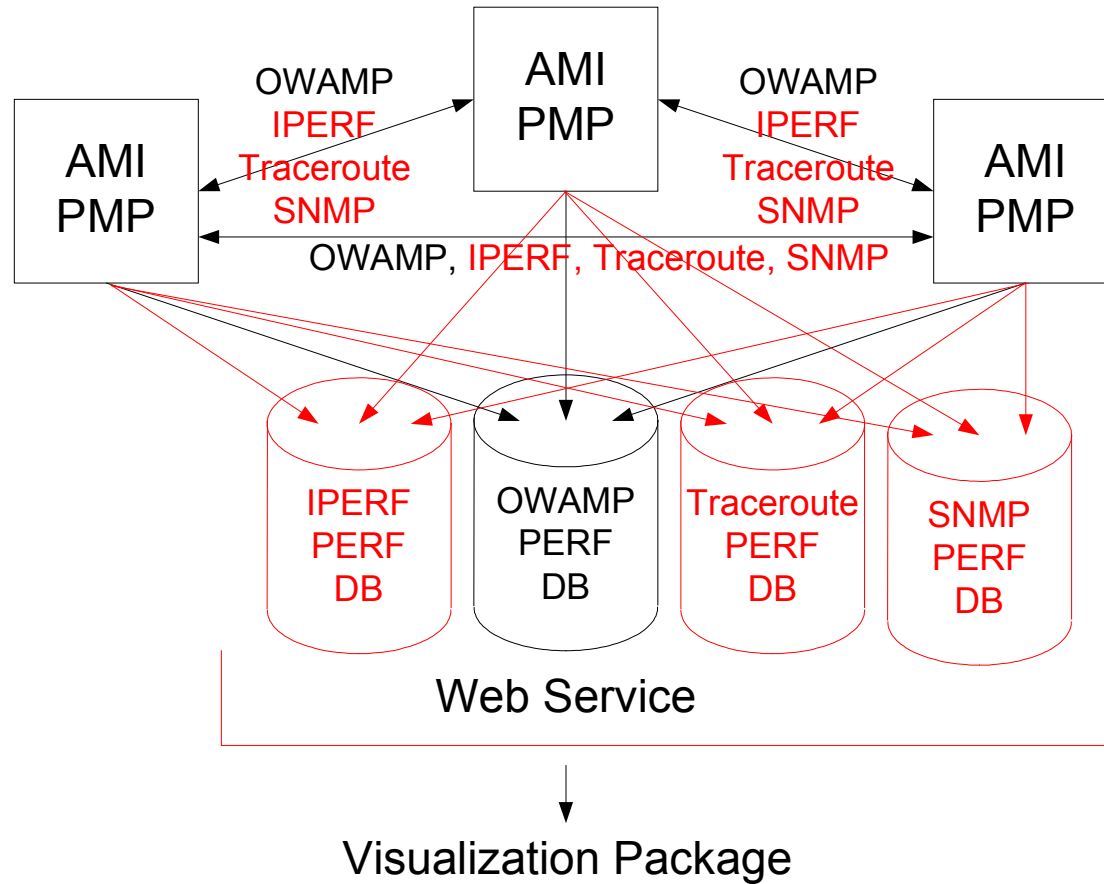 AMI
PMP
OWAMP
IPERF
Traceroute
SNMP
AMI
PMP
OWAMP
IPERF
Traceroute
SNMP
AMI
PMP
OWAMP, IPERF, Traceroute, SNMP
IPERF
PERF
DB
OWAMP
PERF
DB
Traceroute
PERF
DB
SNMP
PERF
DB
Web Service
Visualization Package